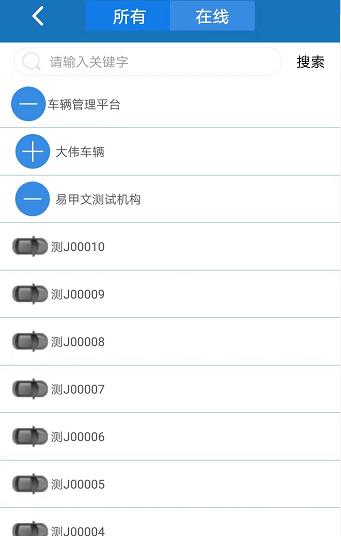 所有 在线
请输入关键字 搜索
车辆管理平台
大伟车辆
易甲文测试机构
测J00010
测J00009
测J00008
测J00007
测J00006
测J00005
测J00004